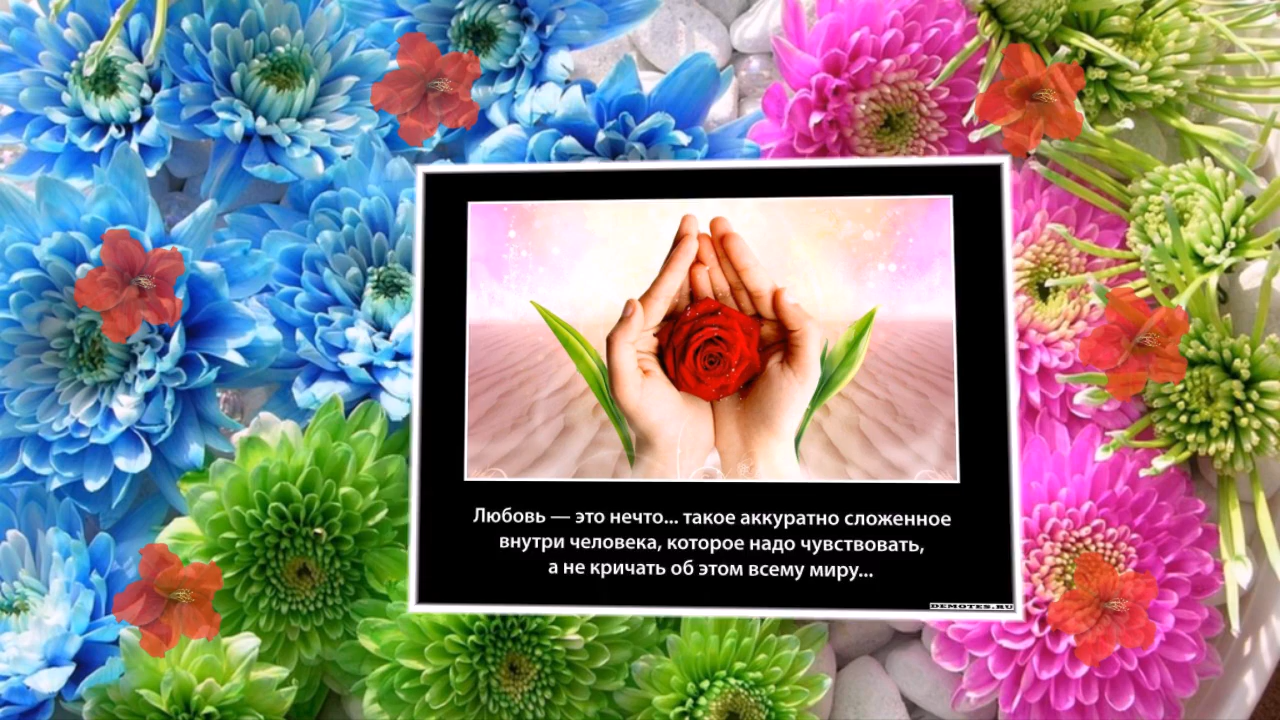 Любовь — это нечто... такое аккуратно сложенное
внутри человека, которое надо чувствовать,
а не кричать об этом всему миру...
DEMOTES.RU